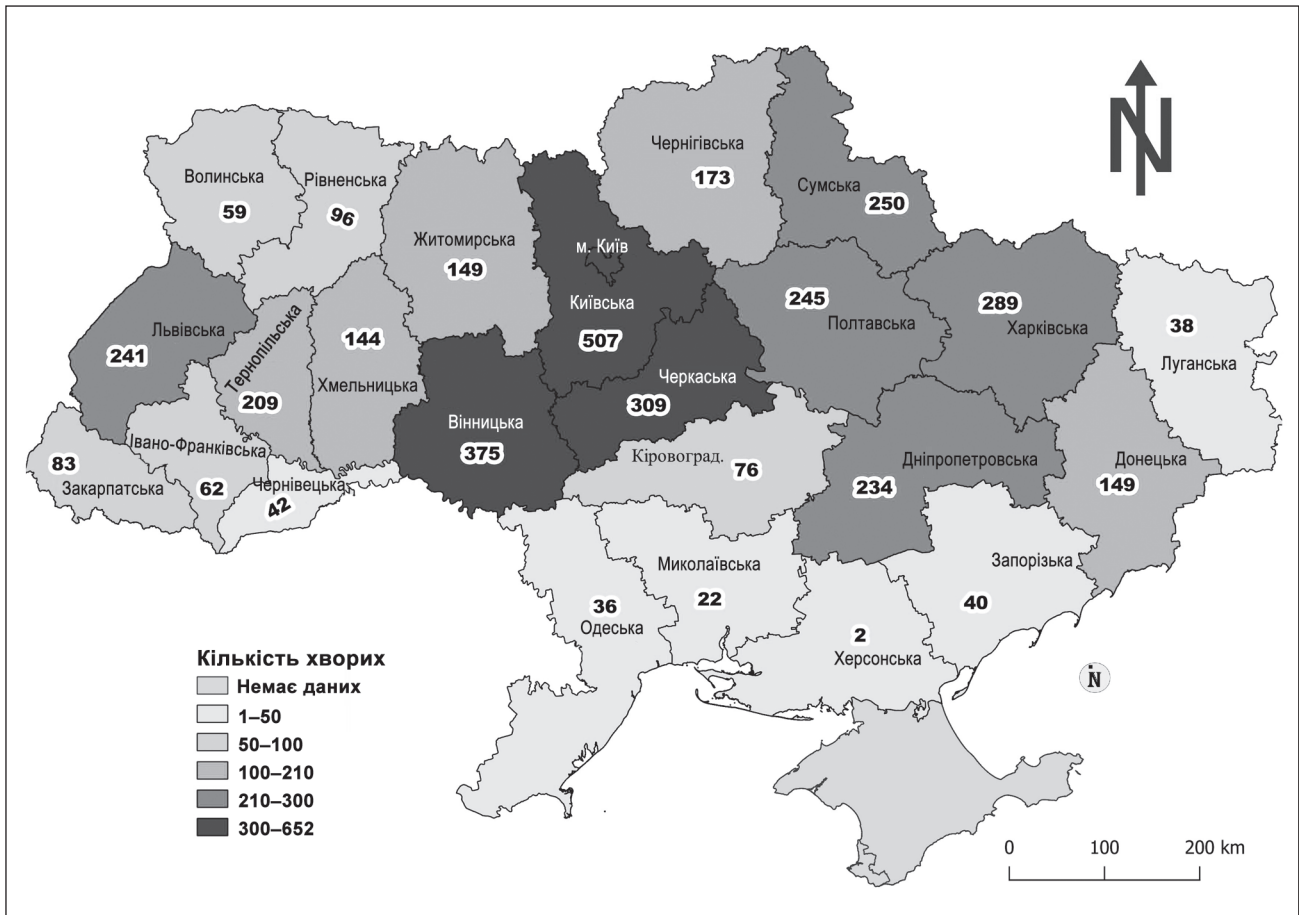 N
Чернігівська
173
Сумська
250
Волинська
59
Рівненська
96
Житомирська
149
м. Київ
Київська
507
Полтавська
245
Харківська
289
Луганська
38
Львівська
241
Тернопільська
209
Хмельницька
144
Вінницька
375
Черкаська
309
Кіровоград.
76
Дніпропетровська
234
Донецька
149
Закарпатська
83
Івано-Франківська
62
Чернівецька
42
Одеська
36
Миколаївська
22
Херсонська
2
Запорізька
40
N
Кількість хворих
Немає даних
1–50
50–100
100–210
210–300
300–652
0 100 200 km